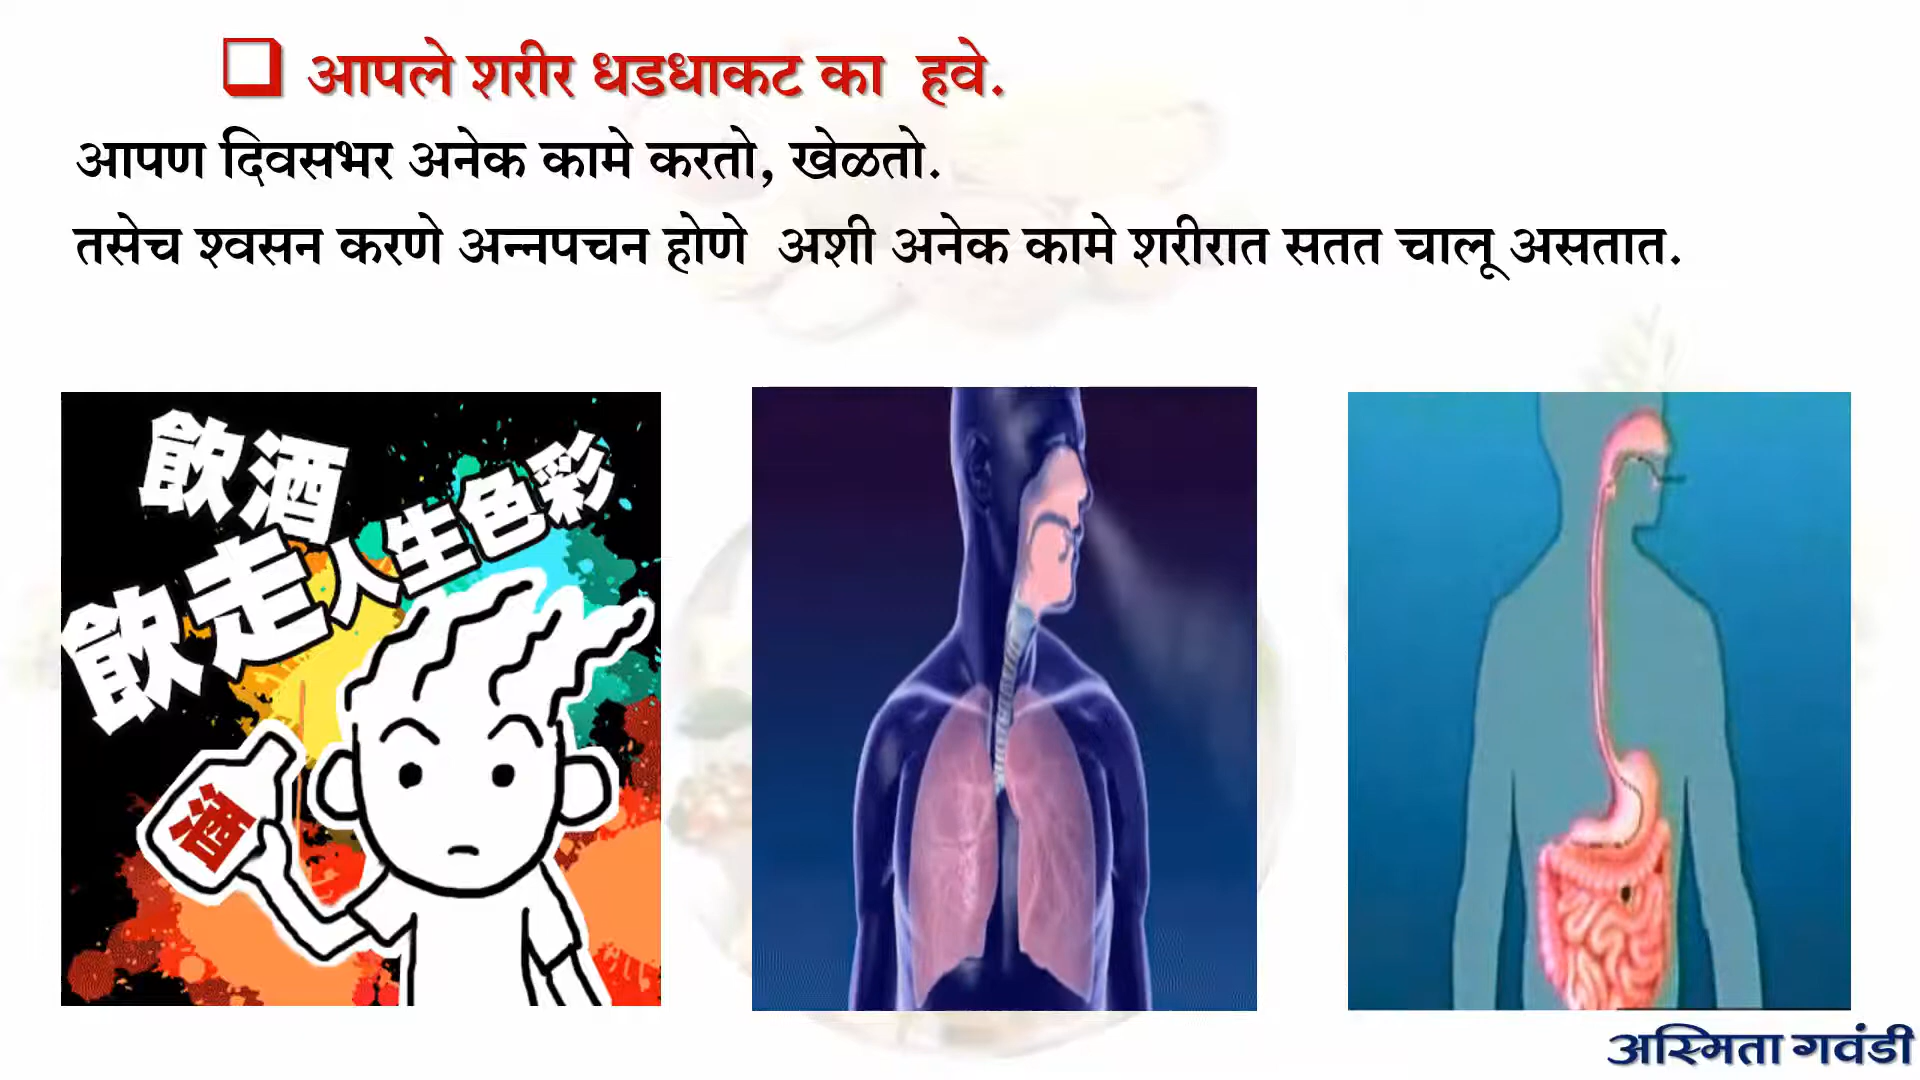 आपले शरीर धडधाकट का हवे.
आपण दिवसभर अनेक कामे करतो, खेळतो.
तसेच श्वसन करणे अन्नपचन होणे अशी अनेक कामे शरीरात सतत चालू असतात.
飲酒
飲走人生色彩
酒
अस्मिता गवंडी